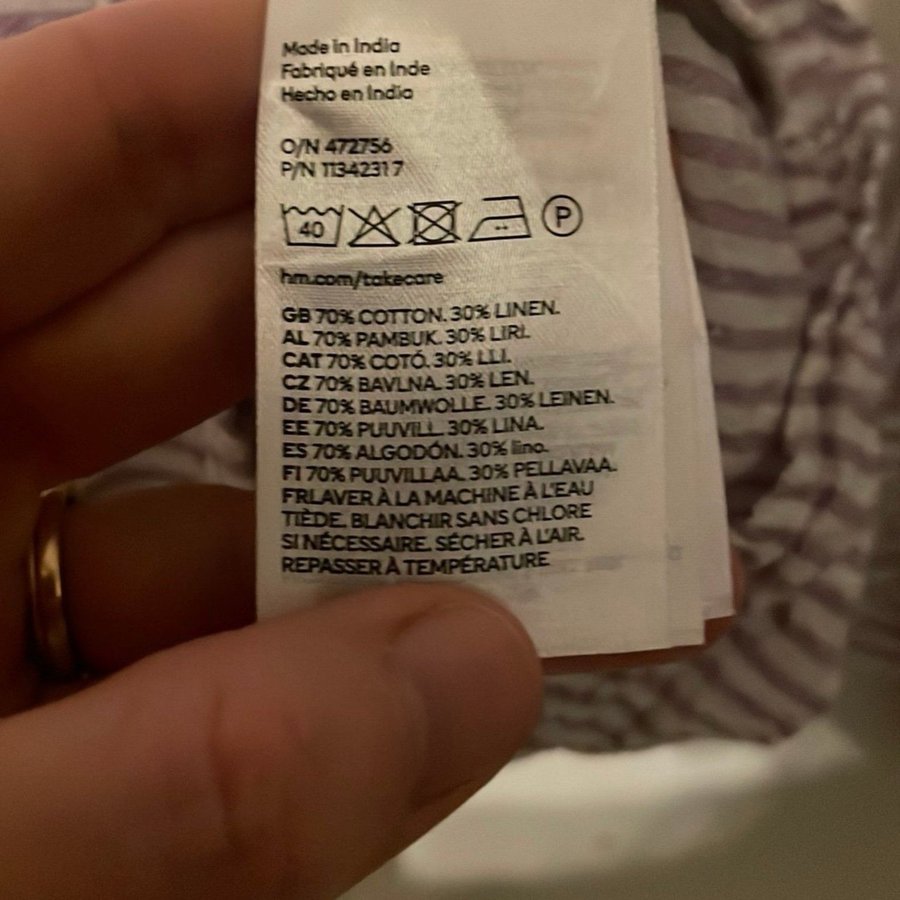 Made in India
Fabriqué en Inde
Hecho en India
O/N 472756
P/N 11342317
40 P
hm.com/takecare
GB 70% COTTON. 30% LINEN.
AL 70% PAMBUK. 30% LIRI.
CAT 70% COTÓ. 30% LLI.
CZ 70% BAVLNA. 30% LEN.
DE 70% BAUMWOLLE. 30% LEINEN.
EE 70% PUUVILL. 30% LINA.
ES 70% ALGODÓN. 30% lino.
FI 70% PUUVILLAA. 30% PELLAVAA.
FR LAVER À LA MACHINE À L'EAU
TIÈDE. BLANCHIR SANS CHLORE
SI NÉCESSAIRE. SÉCHER À L'AIR.
REPASSER À TEMPÉRATURE